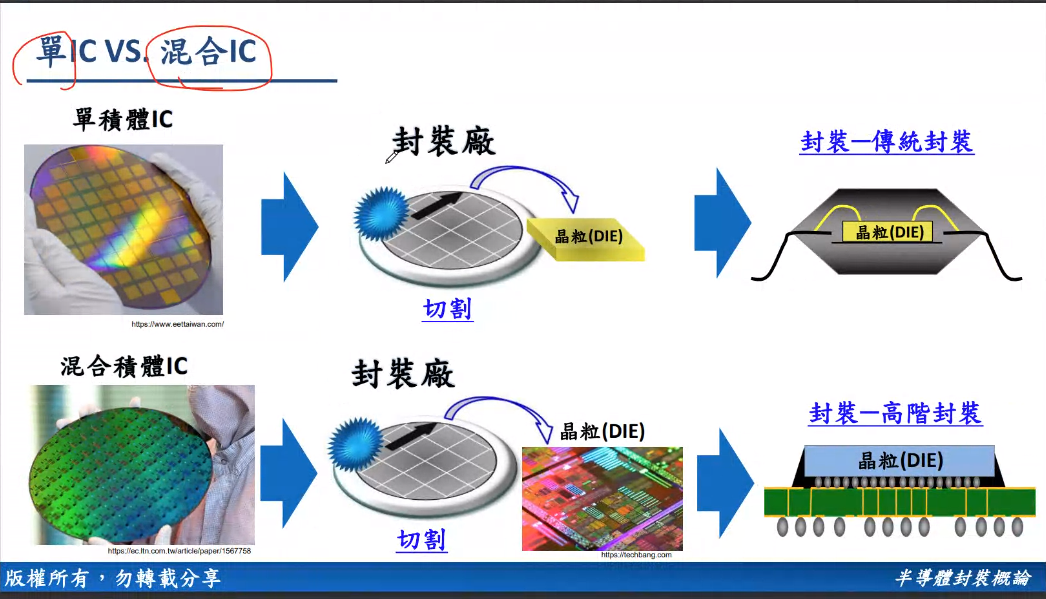 單IC VS. 混合IC
單積體IC
封裝廠
封裝—傳統封裝
晶粒(DIE)
晶粒(DIE)
切割
https://www.eettaiwan.com/
混合積體IC
封裝廠
封裝—高階封裝
晶粒(DIE)
晶粒(DIE)
切割
https://ec.ltn.com.tw/article/paper/1567758
https://techbang.com
版權所有，勿轉載分享
半導體封裝概論